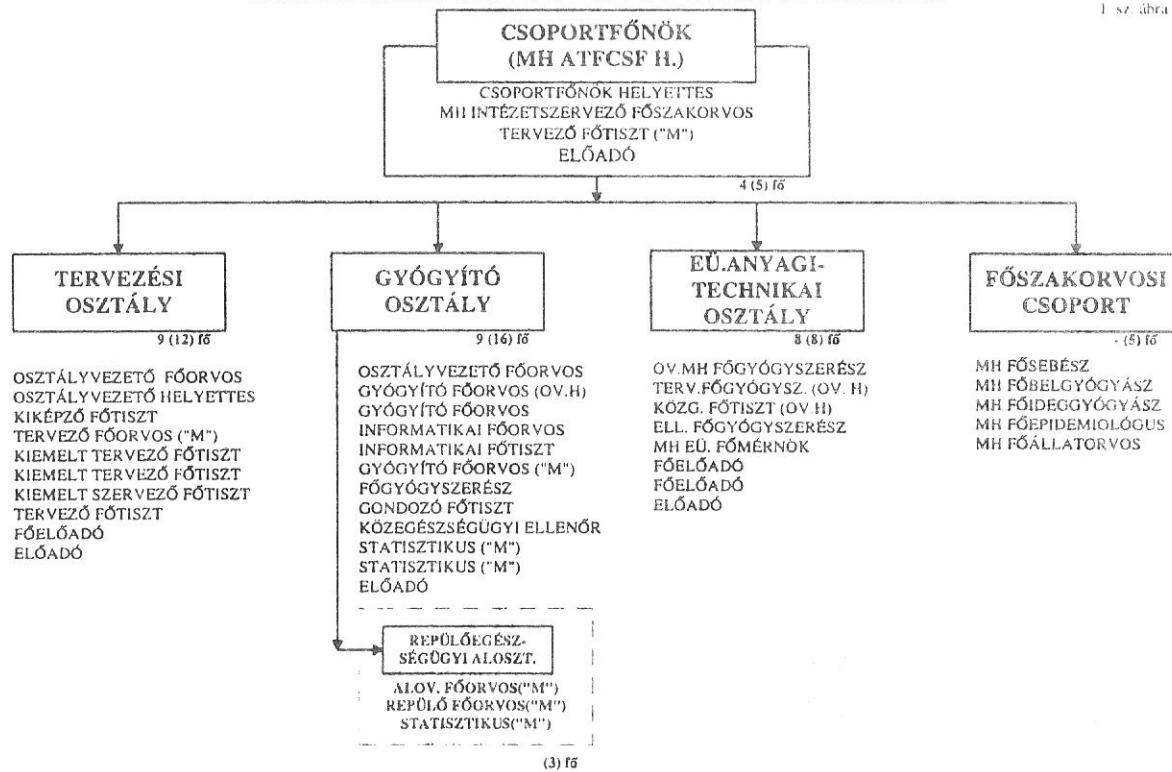 1 sz. ábra
CSOPORTFŐNÖK
(MH ATFCSF H.)
CSOPORTFŐNÖK HELYETTES
MH INTÉZETSZERVEZŐ FŐSZAKORVOS
TERVEZŐ FŐTISZT ("M")
ELŐADÓ
4 (5) fő
TERVEZÉSI
OSZTÁLY
9 (12) fő
OSZTÁLYVEZETŐ FŐORVOS
OSZTÁLYVEZETŐ HELYETTES
KIKÉPZŐ FŐTISZT
TERVEZŐ FŐORVOS ("M")
KIEMELT TERVEZŐ FŐTISZT
KIEMELT TERVEZŐ FŐTISZT
KIEMELT SZERVEZŐ FŐTISZT
TERVEZŐ FŐTISZT
FŐELŐADÓ
ELŐADÓ
GYÓGYÍTÓ
OSZTÁLY
9 (16) fő
OSZTÁLYVEZETŐ FŐORVOS
GYÓGYÍTÓ FŐORVOS (OV.H)
GYÓGYÍTÓ FŐORVOS
INFORMATIKAI FŐORVOS
INFORMATIKAI FŐTISZT
GYÓGYÍTÓ FŐORVOS ("M")
FŐGYÓGYSZERÉSZ
GONDOZÓ FŐTISZT
KÖZEGÉSZSÉGÜGYI ELLENŐR
STATISZTIKUS ("M")
STATISZTIKUS ("M")
ELŐADÓ
REPÜLŐEGÉSZ-
SÉGÜGYI ALOSZT.
ALOV. FŐORVOS("M")
REPÜLŐ FŐORVOS("M")
STATISZTIKUS("M")
(3) fő
EÜ.ANYAGI-
TECHNIKAI
OSZTÁLY
8 (8) fő
OV.MH FŐGYÓGYSZERÉSZ
TERV.FŐGYÓGYSZ. (OV. H)
KÖZG. FŐTISZT (OV.H)
ELL. FŐGYÓGYSZERÉSZ
MH EÜ. FŐMÉRNÖK
FŐELŐADÓ
FŐELŐADÓ
ELŐADÓ
FŐSZAKORVOSI
CSOPORT
- (5) fő
MH FŐSEBÉSZ
MH FŐBELGYÓGYÁSZ
MH FŐIDEGGYÓGYÁSZ
MH FŐEPIDEMIOLÓGUS
MH FŐÁLLATORVOS